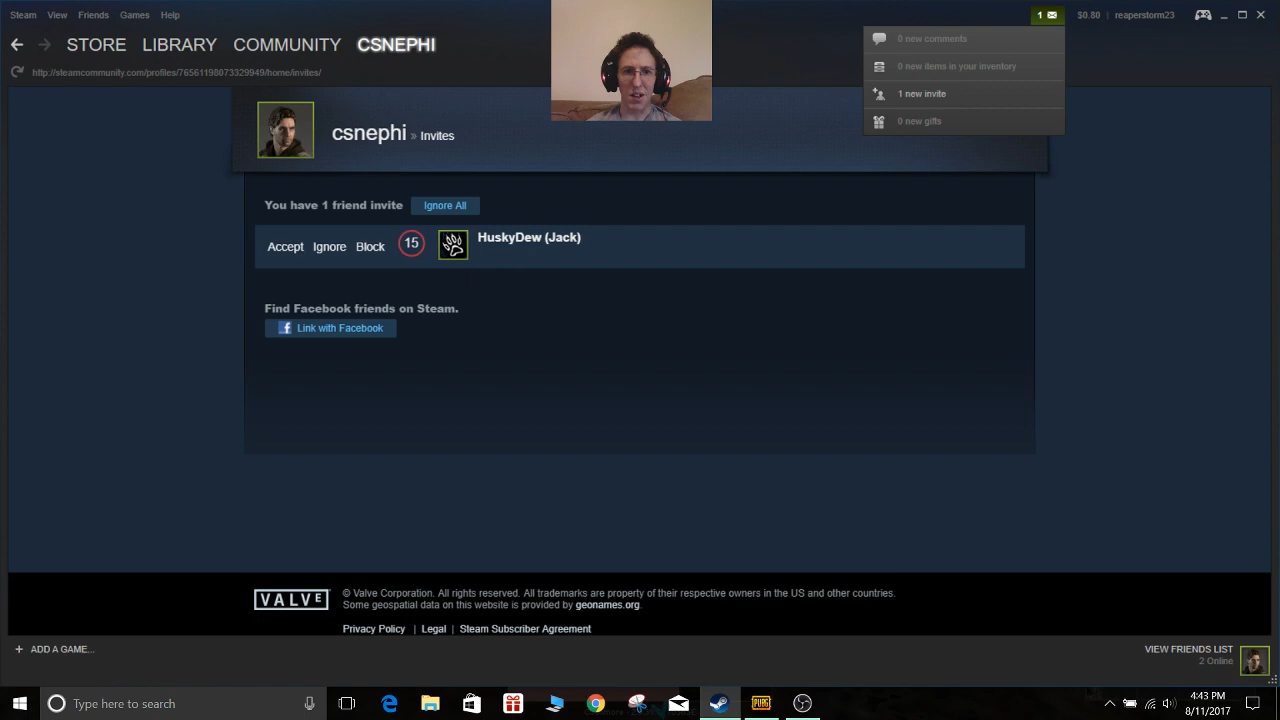 Steam View Friends Games Help
1 $0.80 reaperstorm23
STORE LIBRARY COMMUNITY CSNEPHI
0 new comments
0 new items in your inventory
1 new invite
0 new gifts
http://steamcommunity.com/profiles/76561198073329949/home/invites/
csnephi » Invites
You have 1 friend invite Ignore All
Accept Ignore Block 15 HuskyDew (Jack)
Find Facebook friends on Steam.
f Link with Facebook
VALVE © Valve Corporation. All rights reserved. All trademarks are property of their respective owners in the US and other countries.
Some geospatial data on this website is provided by geonames.org.
Privacy Policy | Legal | Steam Subscriber Agreement
+ ADD A GAME...
VIEW FRIENDS LIST
2 Online
Type here to search
PUBG
4:43 PM
8/11/2017